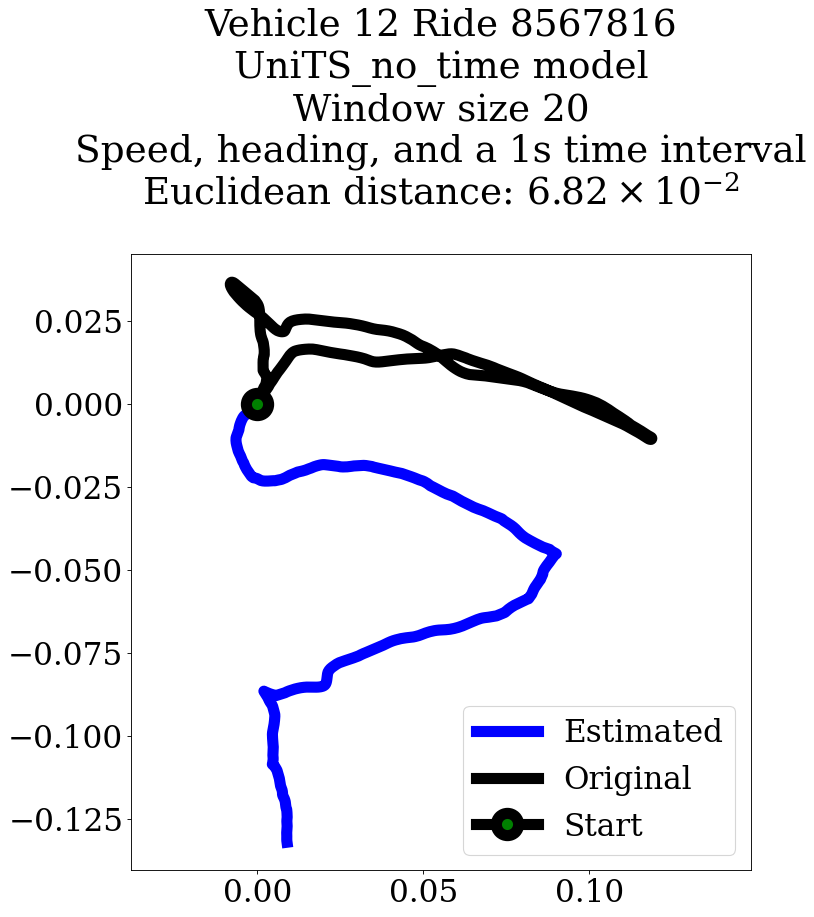 Vehicle 12 Ride 8567816
UniTS_no_time model
Window size 20
Speed, heading, and a 1s time interval
Euclidean distance: 6.82 × 10⁻²
0.025
0.000
−0.025
−0.050
−0.075
−0.100
−0.125
Estimated
Original
Start
0.00 0.05 0.10